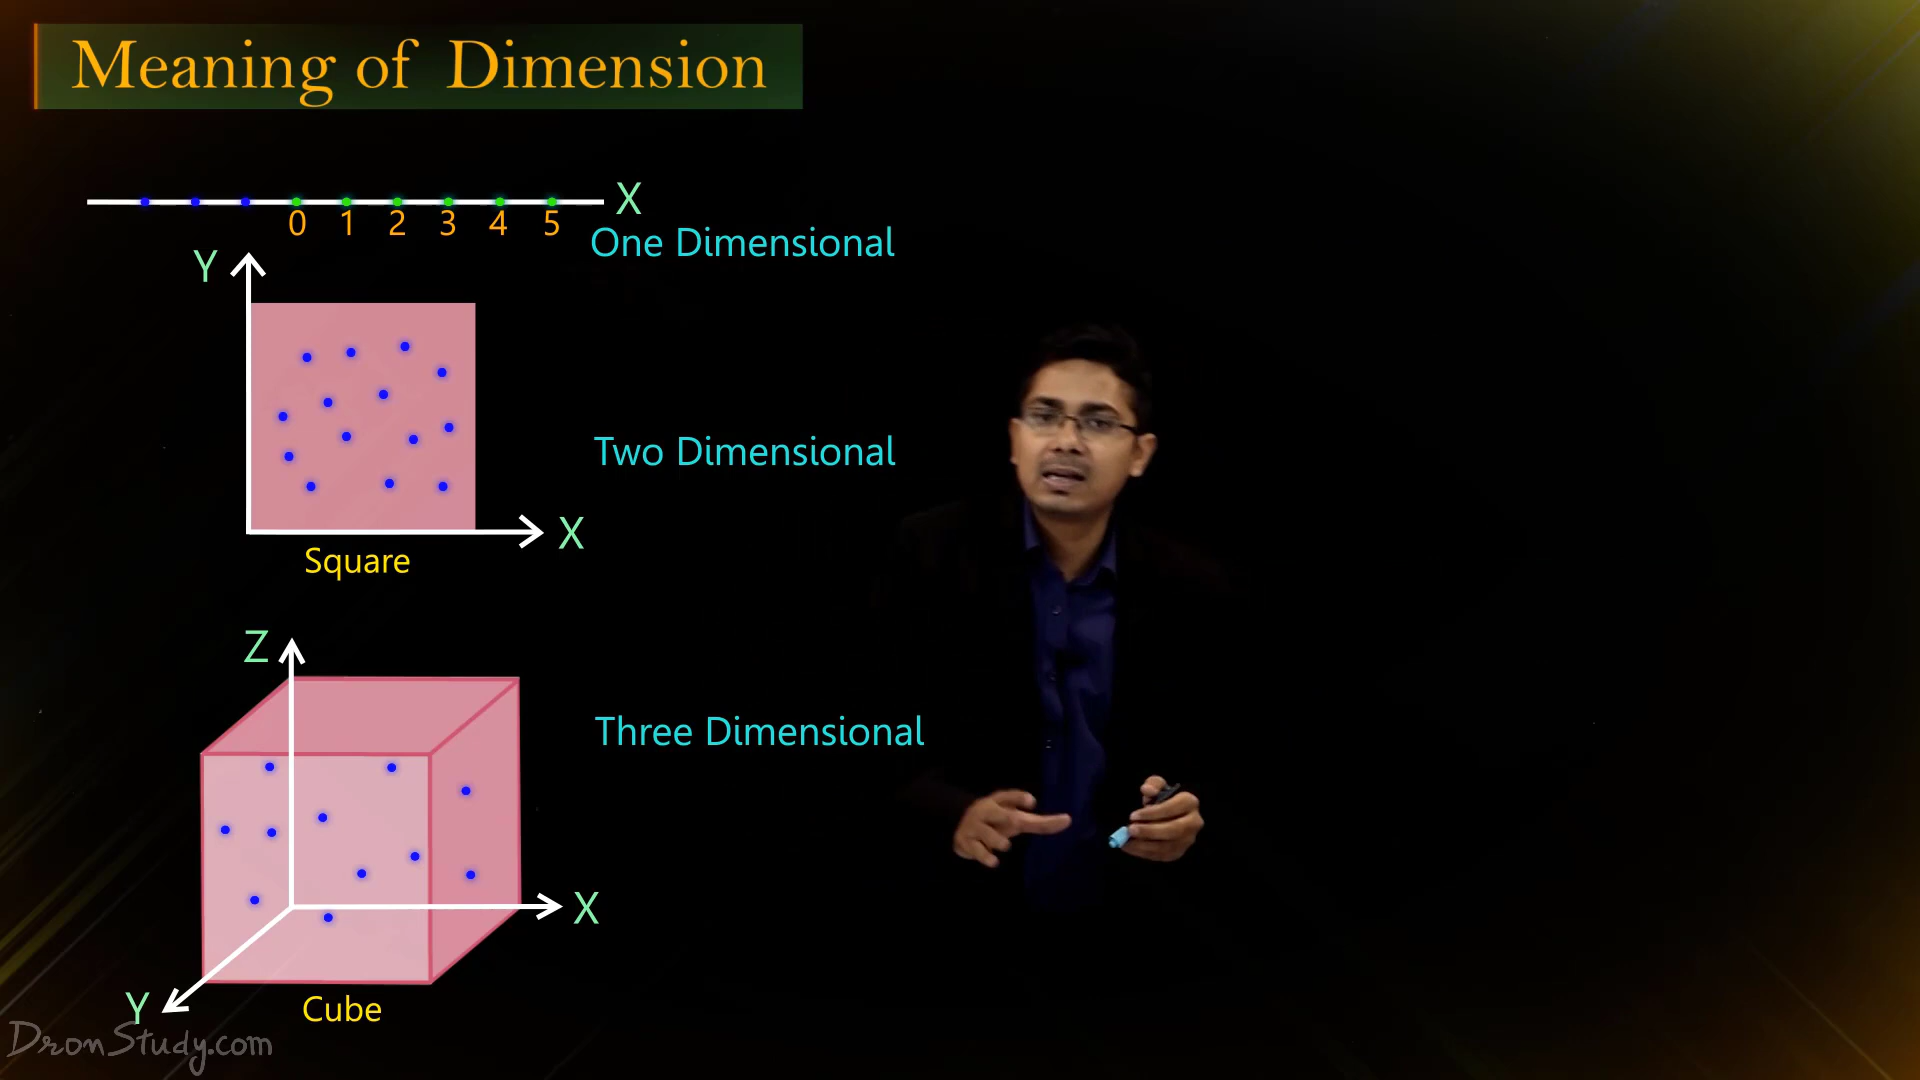 Meaning of Dimension
X
0 1 2 3 4 5
One Dimensional
Y
Two Dimensional
X
Square
Z
Three Dimensional
X
Y
Cube
DronStudy.com